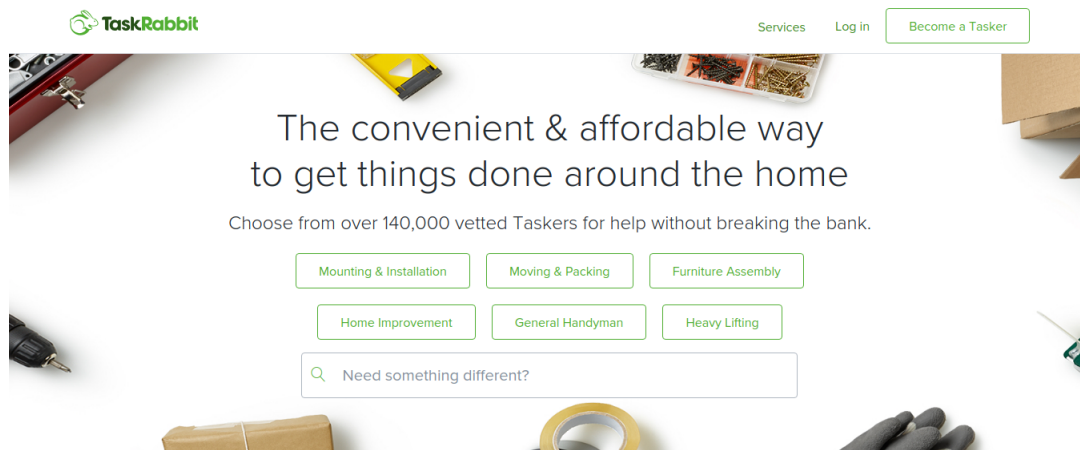 TaskRabbit
Services
Log in
Become a Tasker
The convenient & affordable way
to get things done around the home
Choose from over 140,000 vetted Taskers for help without breaking the bank.
Mounting & Installation
Moving & Packing
Furniture Assembly
Home Improvement
General Handyman
Heavy Lifting
Need something different?